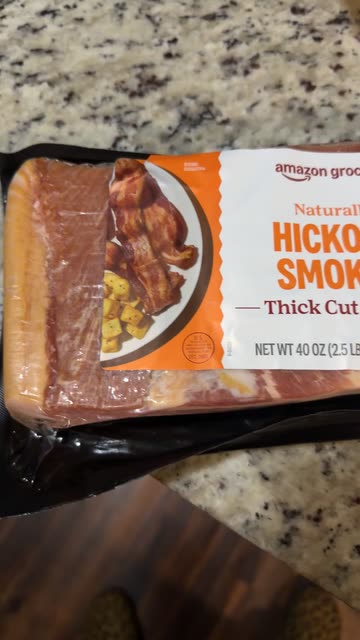 amazon groc
Naturall
HICKO
SMOK
Thick Cut
NET WT 40 OZ (2.5 LB